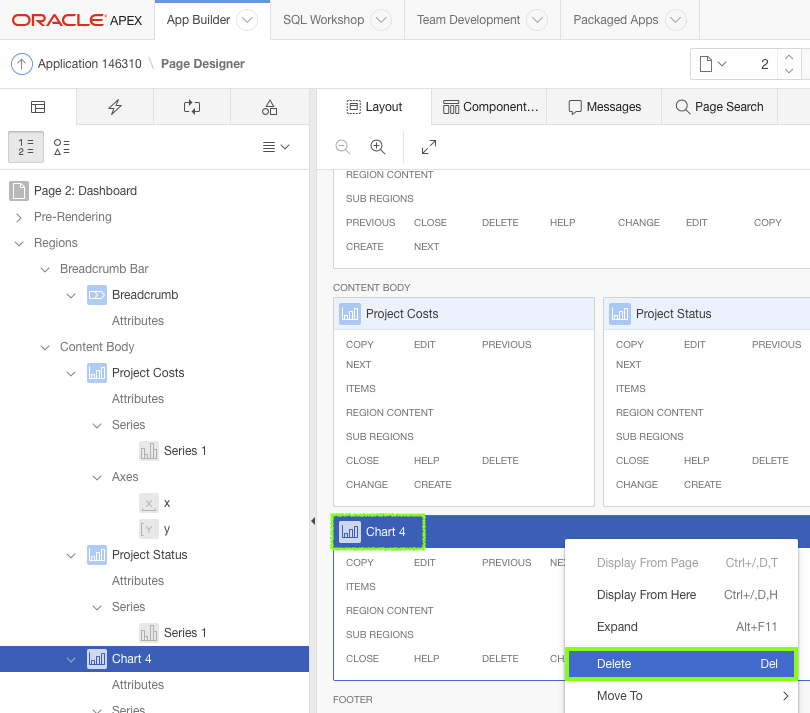 ORACLE APEX App Builder SQL Workshop Team Development Packaged Apps
Application 146310 \ Page Designer 2
Layout Component... Messages Page Search
1 =
2 =
Page 2: Dashboard
Pre-Rendering
Regions
Breadcrumb Bar
Breadcrumb
Attributes
Content Body
Project Costs
Attributes
Series
Series 1
Axes
x
y
Project Status
Attributes
Series
Series 1
Chart 4
Attributes
Series
REGION CONTENT
SUB REGIONS
PREVIOUS CLOSE DELETE HELP CHANGE EDIT COPY
CREATE NEXT
CONTENT BODY
Project Costs
COPY EDIT PREVIOUS
NEXT
ITEMS
REGION CONTENT
SUB REGIONS
CLOSE HELP DELETE
CHANGE CREATE
Project Status
COPY EDIT PREVIOUS
NEXT
ITEMS
REGION CONTENT
SUB REGIONS
CLOSE HELP DELETE
CHANGE CREATE
Chart 4
COPY EDIT PREVIOUS NE
ITEMS
REGION CONTENT
SUB REGIONS
CLOSE HELP DELETE CH
FOOTER
Display From Page Ctrl+/,D,T
Display From Here Ctrl+/,D,H
Expand Alt+F11
Delete Del
Move To